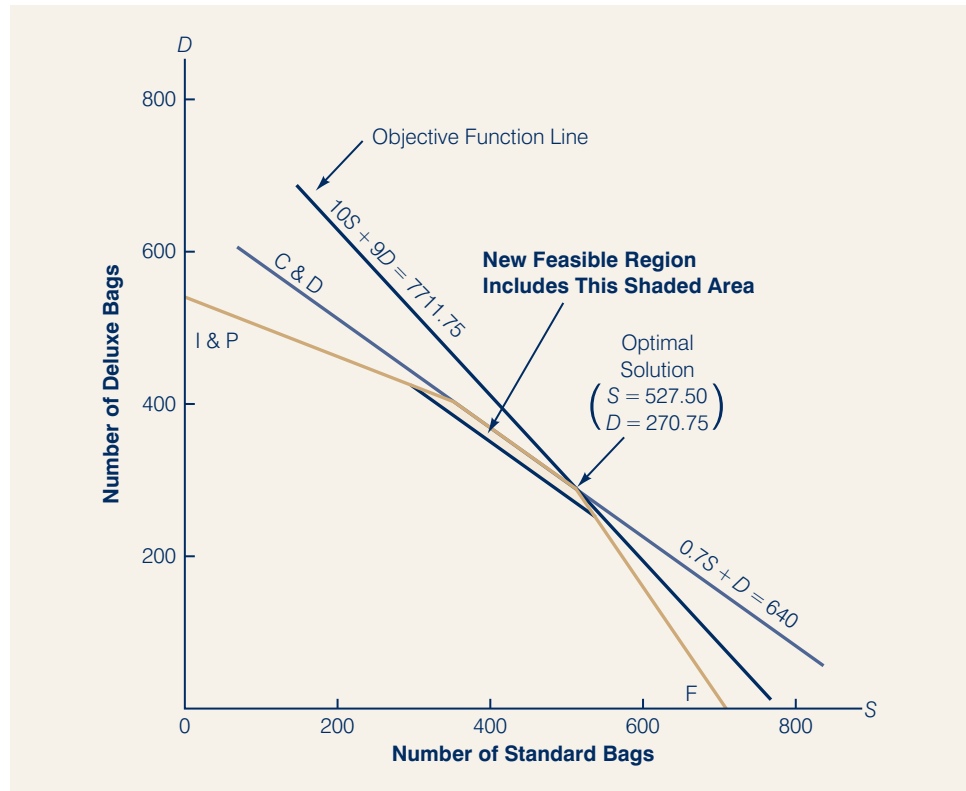 D
800
Objective Function Line
10S + 9D = 7711.75
600
C & D
New Feasible Region
Includes This Shaded Area
I & P
Optimal
Solution
(S = 527.50
D = 270.75)
Number of Deluxe Bags
400
200
0.7S + D = 640
F
S
0
200
400
600
800
Number of Standard Bags